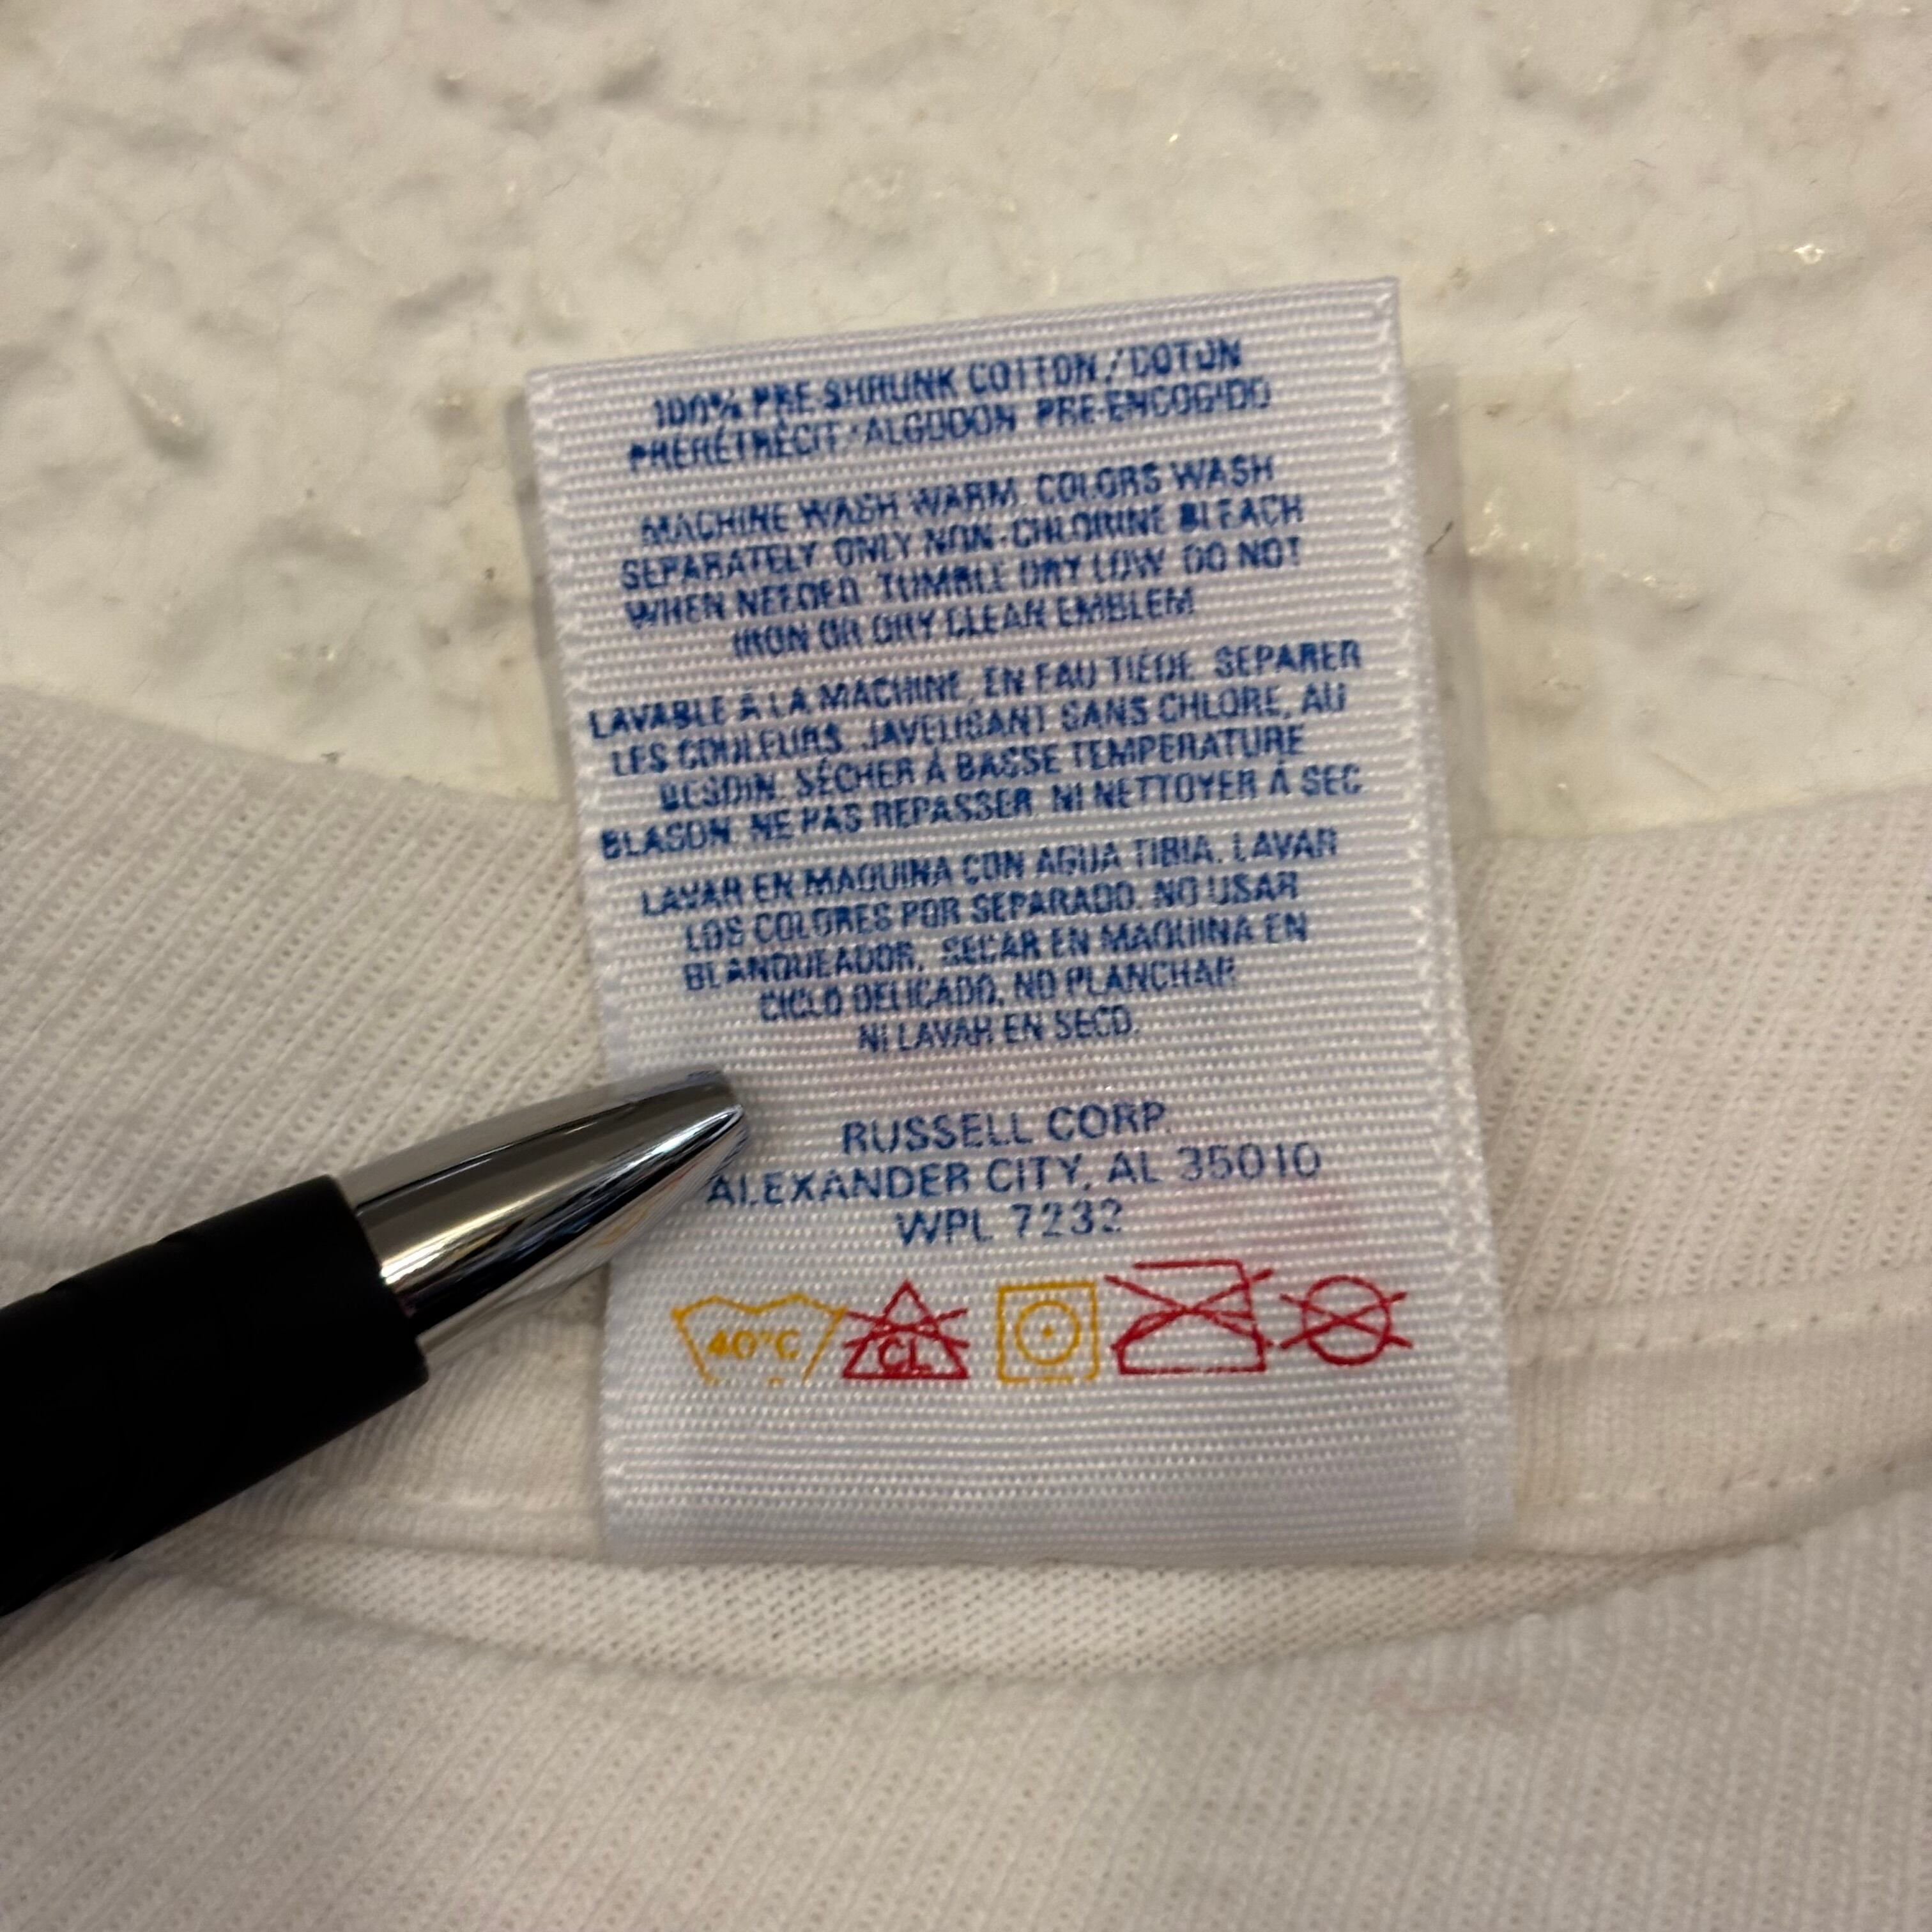 100% PRE-SHRUNK COTTON / COTON
PRÉRÉTRÉCIT/ALGODON PRE-ENCOGIDO
MACHINE WASH WARM. COLORS WASH
SEPARATELY. ONLY NON-CHLORINE BLEACH
WHEN NEEDED. TUMBLE DRY LOW. DO NOT
IRON OR DRY CLEAN EMBLEM.
LAVABLE À LA MACHINE, EN EAU TIÉDE. SEPARER
LES COULEURS. JAVELISANT SANS CHLORE, AU
BESOIN. SÉCHER À BASSE TEMPERATURE
BLASON: NE PAS REPASSER NI NETTOYER À SEC
LAVAR EN MAQUINA CON AGUA TIBIA. LAVAR
LOS COLORES POR SEPARADO. NO USAR
BLANQUEADOR. SECAR EN MAQUINA EN
CICLO DELICADO. NO PLANCHAR
NI LAVAR EN SECO.
RUSSELL CORP.
ALEXANDER CITY, AL 35010
WPL 7232
40°C CL